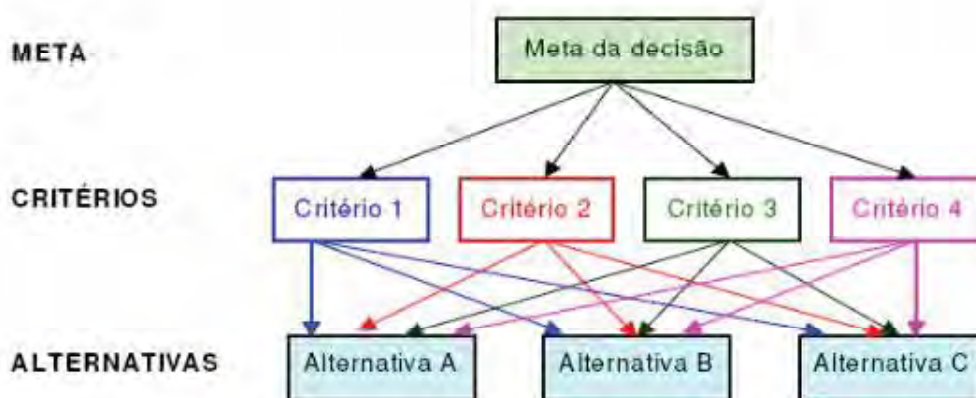 META
Meta da decisão
CRITÉRIOS
Critério 1
Critério 2
Critério 3
Critério 4
ALTERNATIVAS
Alternativa A
Alternativa B
Alternativa C